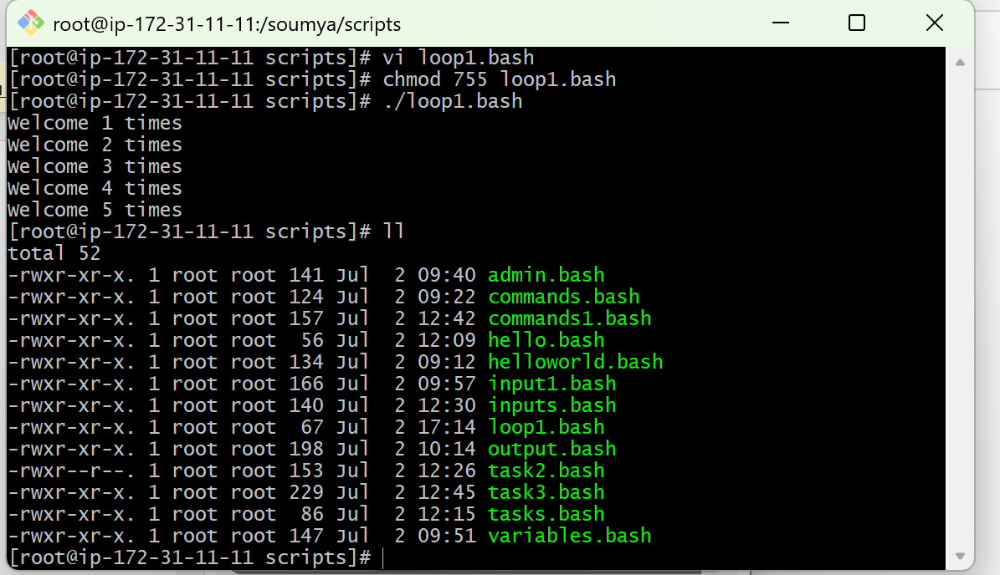 root@ip-172-31-11-11:/soumya/scripts
[root@ip-172-31-11-11 scripts]# vi loop1.bash
[root@ip-172-31-11-11 scripts]# chmod 755 loop1.bash
[root@ip-172-31-11-11 scripts]# ./loop1.bash
Welcome 1 times
Welcome 2 times
Welcome 3 times
Welcome 4 times
Welcome 5 times
[root@ip-172-31-11-11 scripts]# ll
total 52
-rwxr-xr-x. 1 root root 141 Jul  2 09:40 admin.bash
-rwxr-xr-x. 1 root root 124 Jul  2 09:22 commands.bash
-rwxr-xr-x. 1 root root 157 Jul  2 12:42 commands1.bash
-rwxr-xr-x. 1 root root  56 Jul  2 12:09 hello.bash
-rwxr-xr-x. 1 root root 134 Jul  2 09:12 helloworld.bash
-rwxr-xr-x. 1 root root 166 Jul  2 09:57 input1.bash
-rwxr-xr-x. 1 root root 140 Jul  2 12:30 inputs.bash
-rwxr-xr-x. 1 root root  67 Jul  2 17:14 loop1.bash
-rwxr-xr-x. 1 root root 198 Jul  2 10:14 output.bash
-rwxr--r--. 1 root root 153 Jul  2 12:26 task2.bash
-rwxr-xr-x. 1 root root 229 Jul  2 12:45 task3.bash
-rwxr-xr-x. 1 root root  86 Jul  2 12:15 tasks.bash
-rwxr-xr-x. 1 root root 147 Jul  2 09:51 variables.bash
[root@ip-172-31-11-11 scripts]#